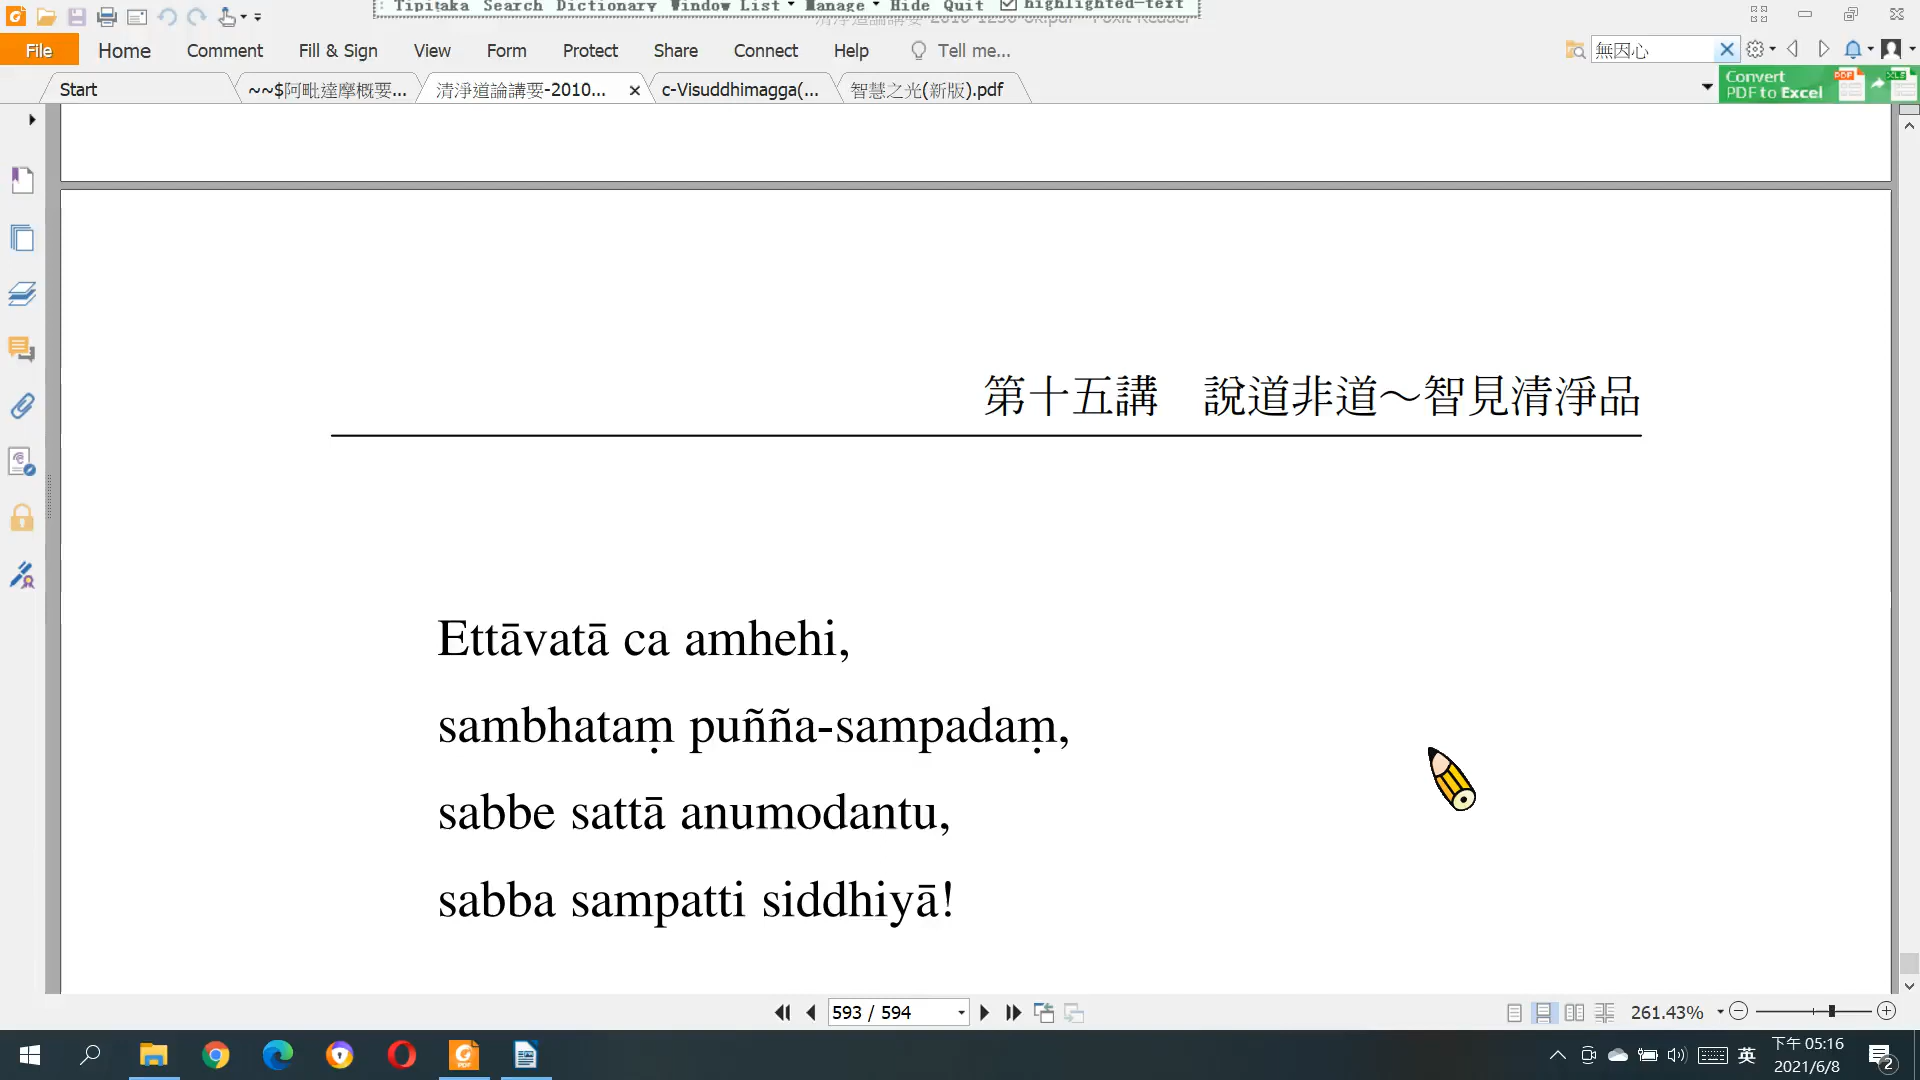 Tipiṭaka Search Dictionary Window List Manage Hide Quit highlighted-text
File Home Comment Fill & Sign View Form Protect Share Connect Help Tell me... 無因心
Start ~~$阿毗達摩概要... 清淨道論講要-2010... c-Visuddhimagga(... 智慧之光(新版).pdf
Convert
PDF to Excel
第十五講 說道非道～智見清淨品
Ettāvatā ca amhehi,
sambhataṃ puñña-sampadaṃ,
sabbe sattā anumodantu,
sabba sampatti siddhiyā!
593 / 594 261.43%
英 下午 05:16
2021/6/8 2